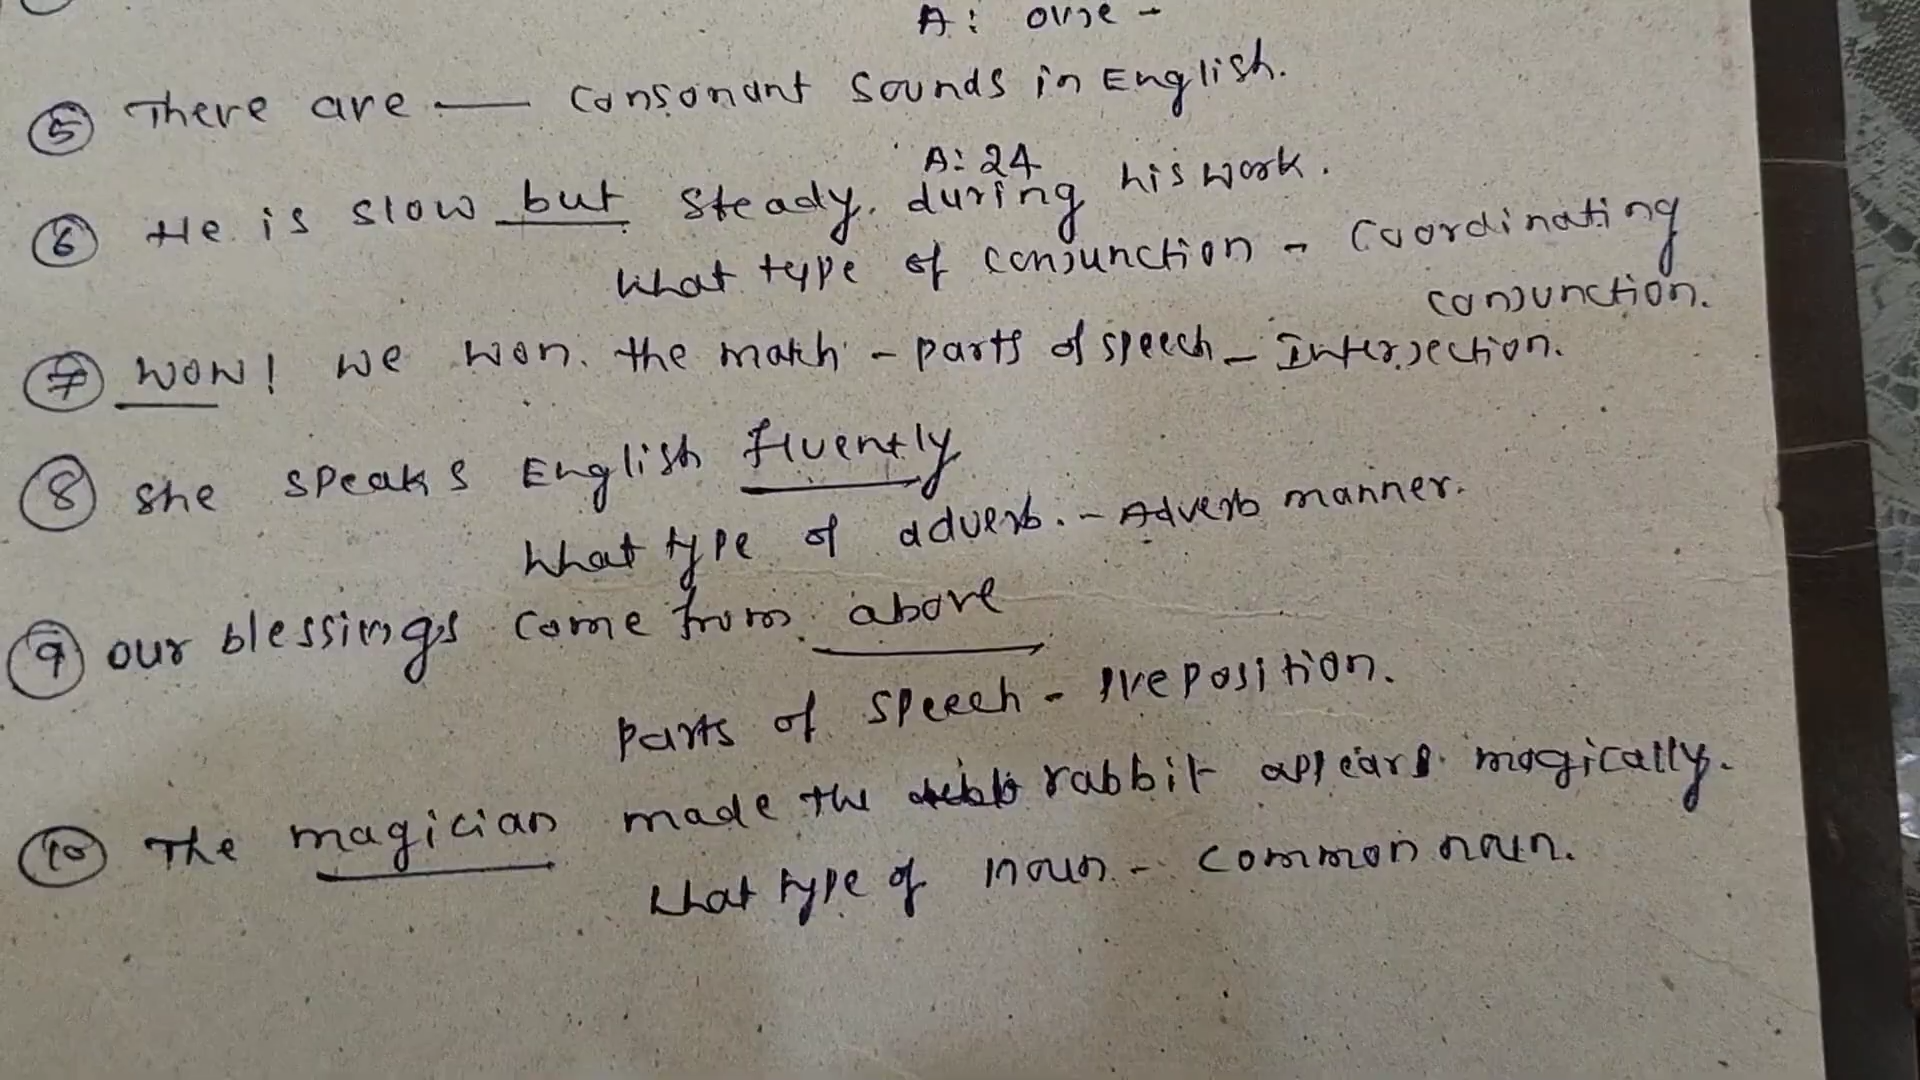 A: ovse -
⑤ There are — consonant sounds in English.
A: 24
⑥ He is slow but steady. during his work.
What type of conjunction - Coordinating
conjunction.
⑦ Wow! we won. the match - parts of speech - Interjection.
⑧ She speaks English fluently
What type of adverb. - Adverb manner.
⑨ our blessings come from above
parts of speech - preposition.
⑩ The magician made the rabbit appears magically.
What type of noun - common noun.